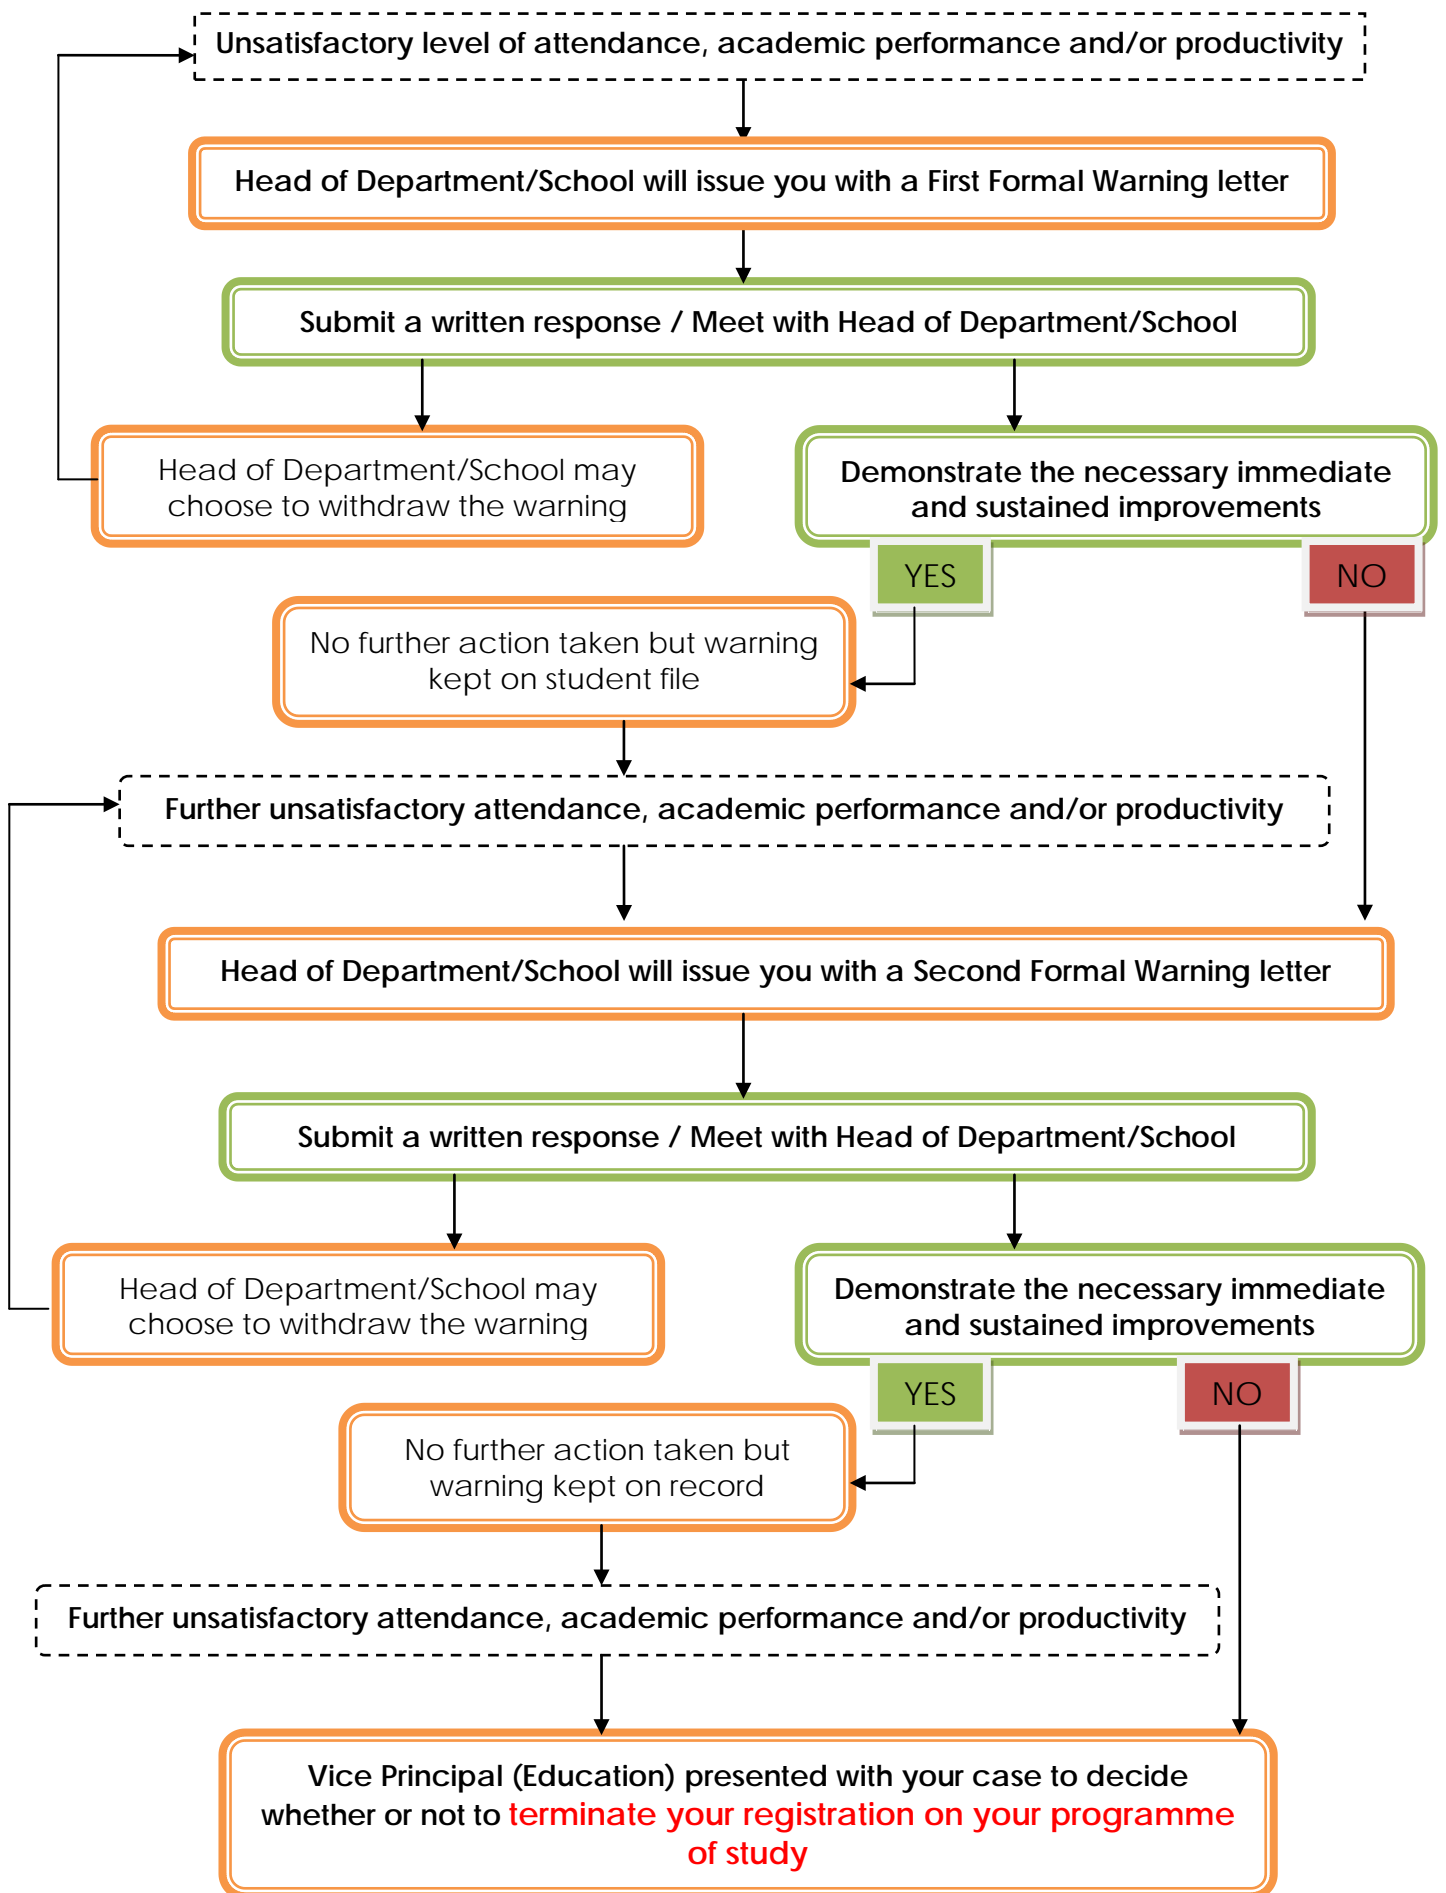 Unsatisfactory level of attendance, academic performance and/or productivity
Head of Department/School will issue you with a First Formal Warning letter
Submit a written response / Meet with Head of Department/School
Head of Department/School may
choose to withdraw the warning
Demonstrate the necessary immediate
and sustained improvements
YES
NO
No further action taken but warning
kept on student file
Further unsatisfactory attendance, academic performance and/or productivity
Head of Department/School will issue you with a Second Formal Warning letter
Submit a written response / Meet with Head of Department/School
Head of Department/School may
choose to withdraw the warning
Demonstrate the necessary immediate
and sustained improvements
YES
NO
No further action taken but
warning kept on record
Further unsatisfactory attendance, academic performance and/or productivity
Vice Principal (Education) presented with your case to decide
whether or not to terminate your registration on your programme
of study